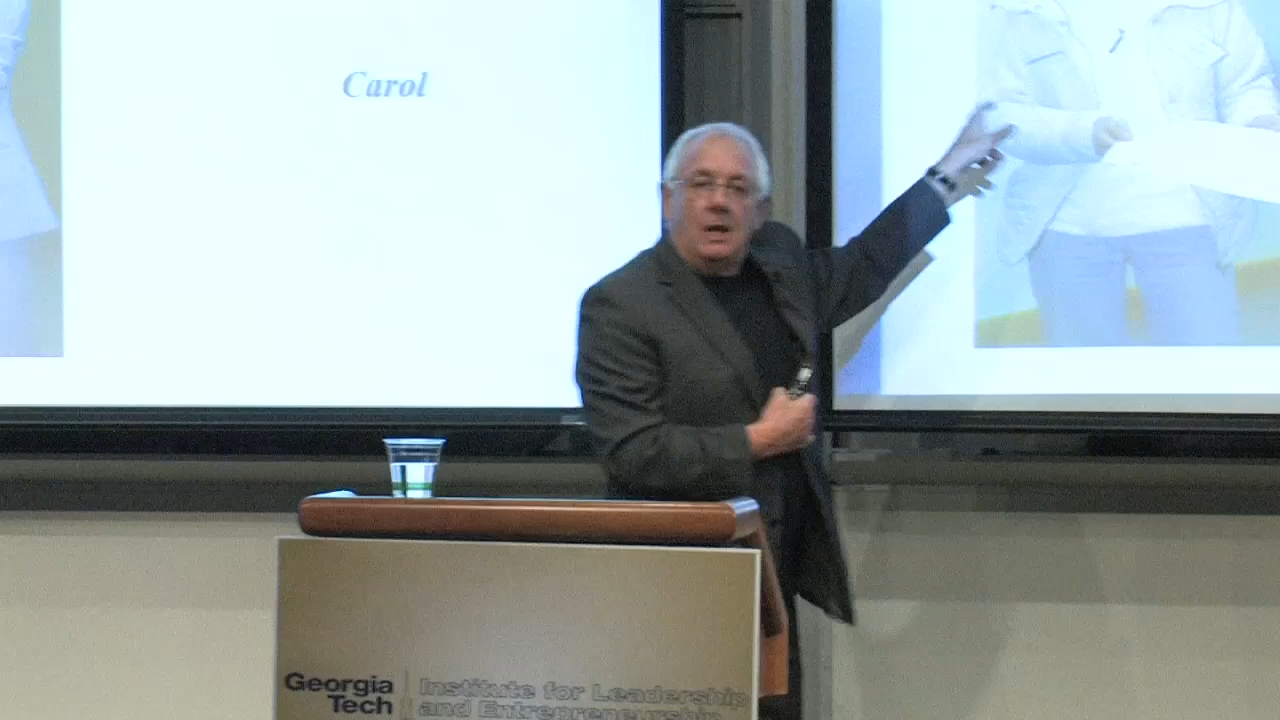 Carol
Georgia
Tech
Institute for Leadership
and Entrepreneurship